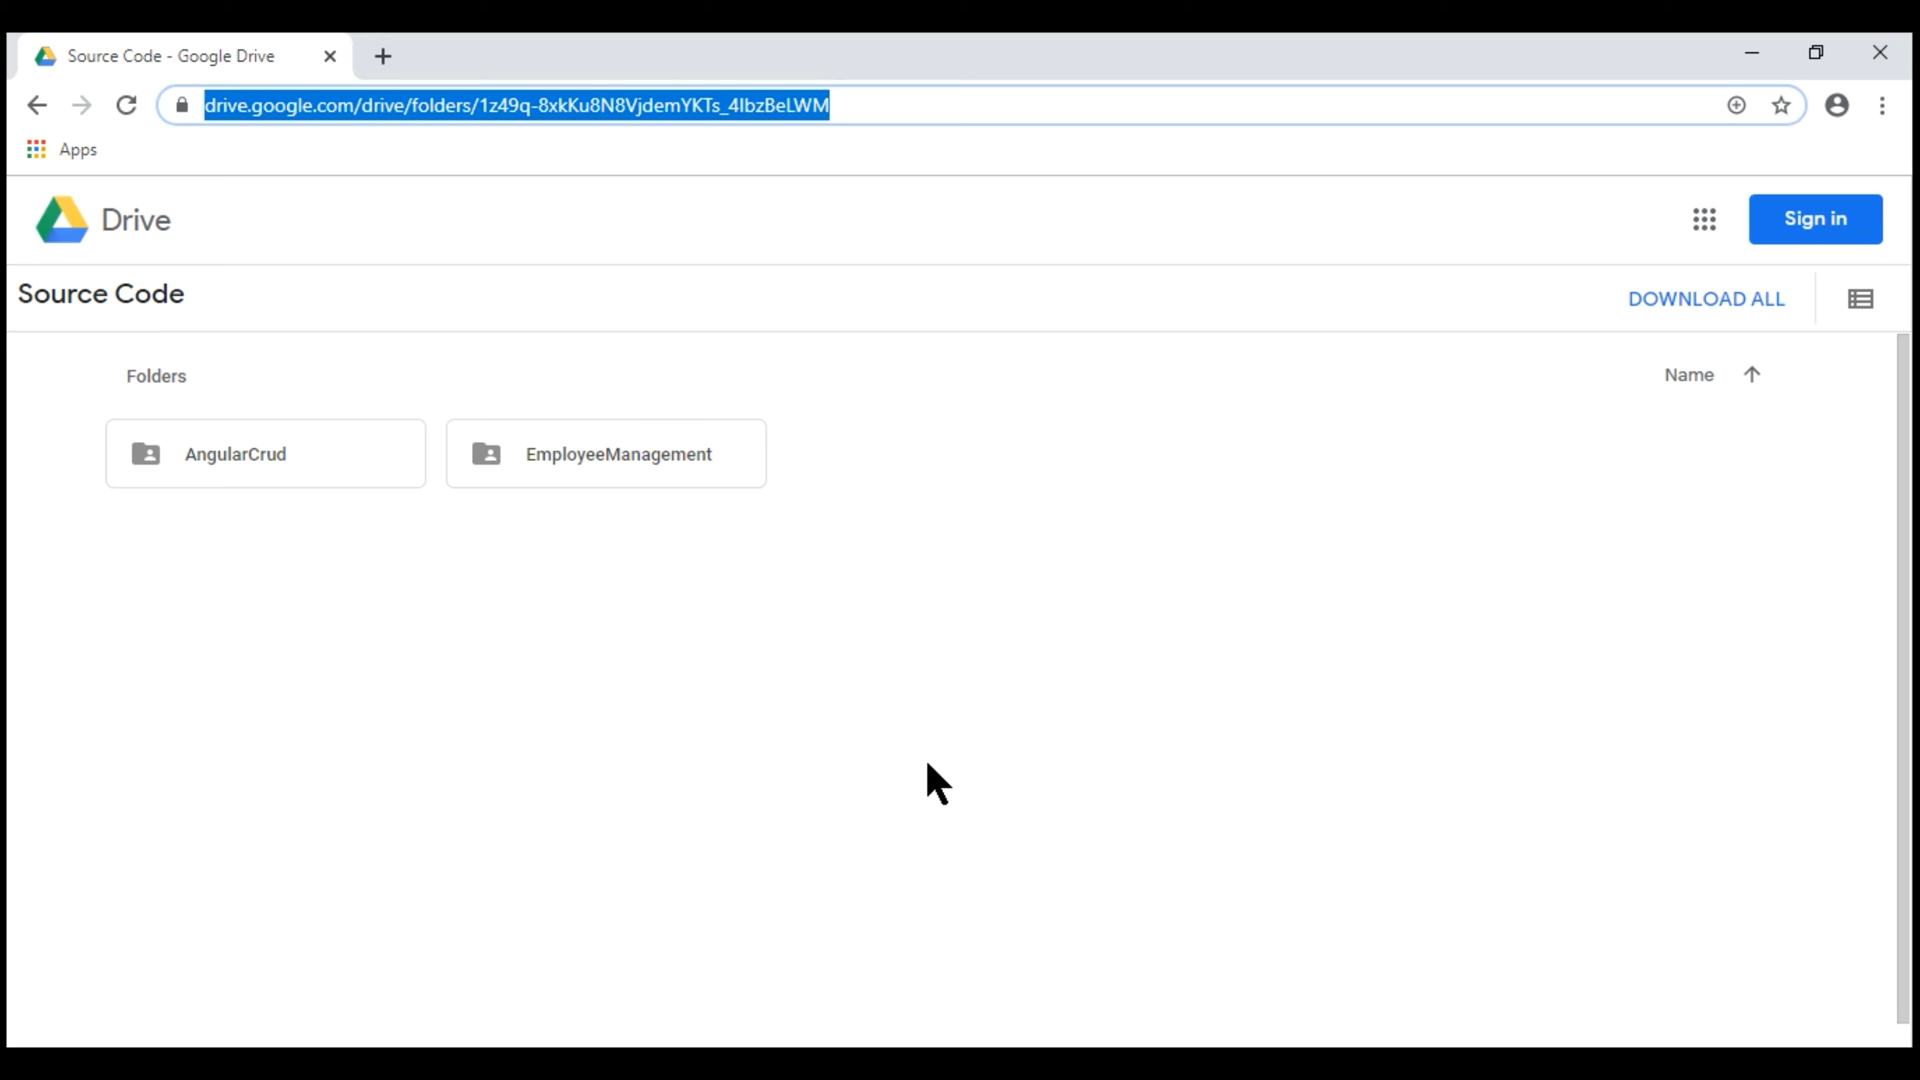 Source Code - Google Drive
drive.google.com/drive/folders/1z49q-8xkKu8N8VjdemYKTs_4lbzBeLWM
Apps
Drive
Sign in
Source Code
DOWNLOAD ALL
Folders
Name
AngularCrud
EmployeeManagement